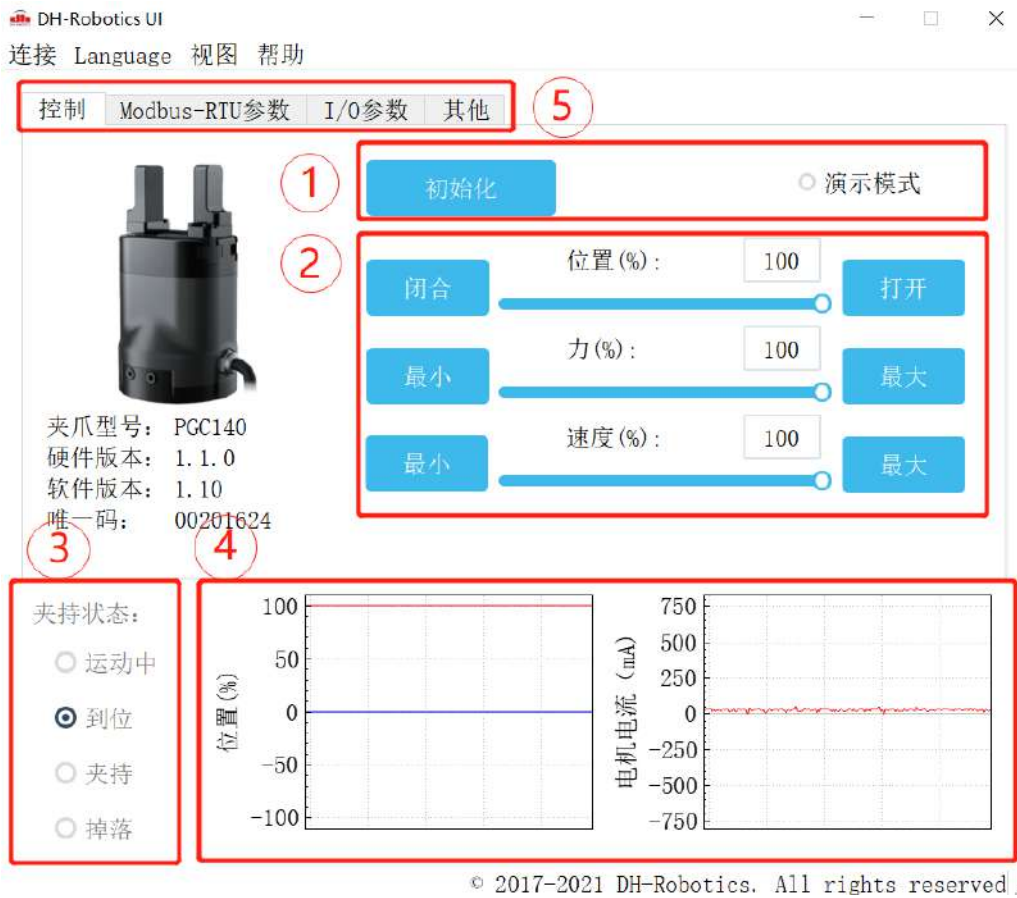 DH-Robotics UI
连接 Language 视图 帮助
控制 Modbus-RTU参数 I/O参数 其他
5
1
初始化
演示模式
2
闭合 位置(%): 100 打开
最小 力(%): 100 最大
最小 速度(%): 100 最大
夹爪型号: PGC140
硬件版本: 1.1.0
软件版本: 1.10
唯一码: 00201624
3
夹持状态:
运动中
到位
夹持
掉落
4
位置(%)
100
50
0
-50
-100
电机电流 (mA)
750
500
250
0
-250
-500
-750
© 2017-2021 DH-Robotics. All rights reserved.